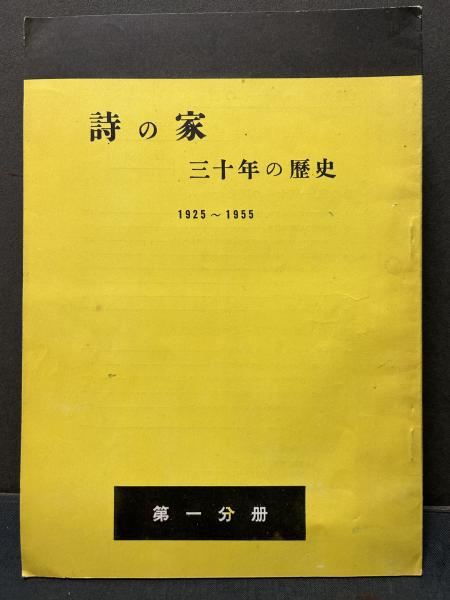 詩の家
三十年の歴史
1925～1955
第一分册